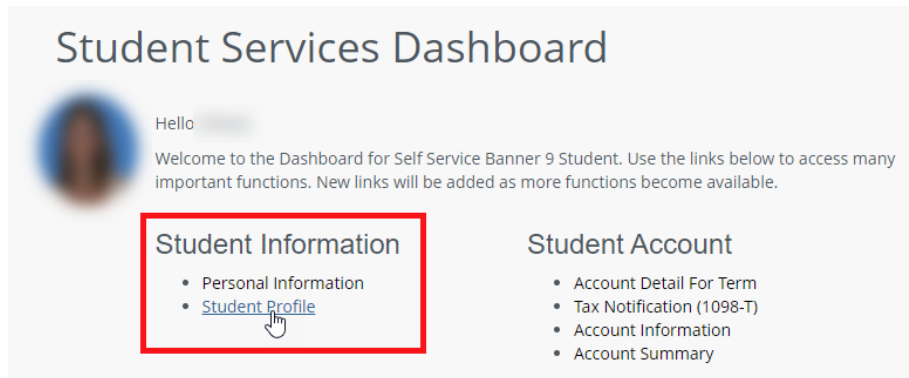 Student Services Dashboard
Hello
Welcome to the Dashboard for Self Service Banner 9 Student. Use the links below to access many
important functions. New links will be added as more functions become available.
Student Information
• Personal Information
• Student Profile
Student Account
• Account Detail For Term
• Tax Notification (1098-T)
• Account Information
• Account Summary